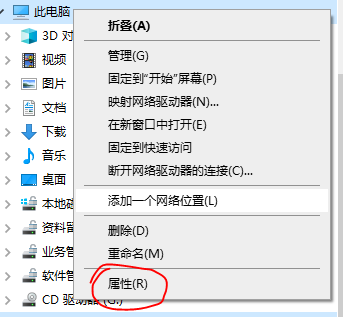 此电脑
3D 对
视频
图片
文档
下载
音乐
桌面
本地磁
资料
业务管
软件管
CD 驱动器 (G:)
折叠(A)
管理(G)
固定到"开始"屏幕(P)
映射网络驱动器(N)...
在新窗口中打开(E)
固定到快速访问
断开网络驱动器的连接(C)...
添加一个网络位置(L)
删除(D)
重命名(M)
属性(R)